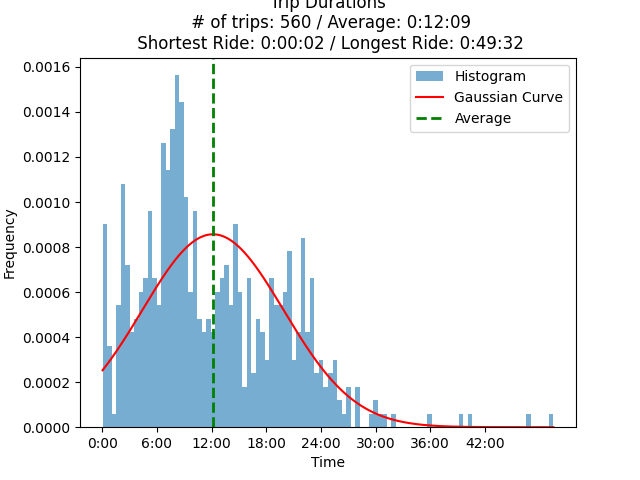 Trip Durations
# of trips: 560 / Average: 0:12:09
Shortest Ride: 0:00:02 / Longest Ride: 0:49:32
Histogram
Gaussian Curve
Average
Frequency
0.0016
0.0014
0.0012
0.0010
0.0008
0.0006
0.0004
0.0002
0.0000
0:00 6:00 12:00 18:00 24:00 30:00 36:00 42:00
Time